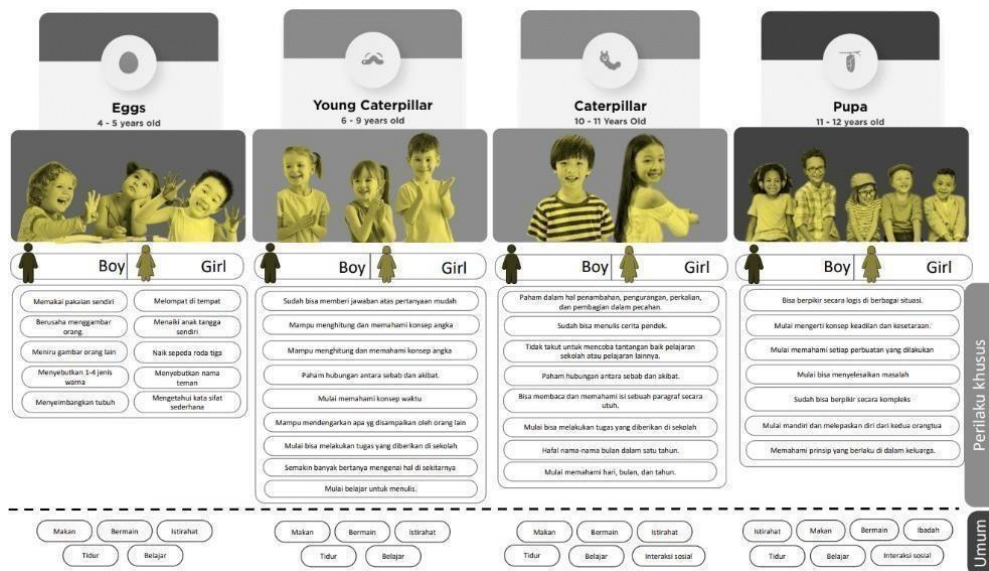 Eggs
4 - 5 years old
Boy
Girl
Memakai pakaian sendiri
Melompat di tempat
Berusaha menggambar
orang.
Menaiki anak tangga
sendiri
Meniru gambar orang lain
Naik sepeda roda tiga
Menyebutkan 1-4 jenis
warna
Menyebutkan nama
teman
Menyeimbangkan tubuh
Mengetahui kata sifat
sederhana
Makan
Bermain
Istirahat
Tidur
Belajar
Young Caterpillar
6 - 9 years old
Boy
Girl
Sudah bisa memberi jawaban atas pertanyaan mudah
Mampu menghitung dan memahami konsep angka
Mampu menghitung dan memahami konsep angka
Paham hubungan antara sebab dan akibat.
Mulai memahami konsep waktu
Mampu mendengarkan apa yg disampaikan oleh orang lain
Mulai bisa melakukan tugas yang diberikan di sekolah
Semakin banyak bertanya mengenai hal di sekitarnya
Mulai belajar untuk menulis.
Makan
Bermain
Istirahat
Tidur
Belajar
Caterpillar
10 - 11 Years Old
Boy
Girl
Paham dalam hal penambahan, pengurangan, perkalian,
dan pembagian dalam pecahan.
Sudah bisa menulis cerita pendek.
Tidak takut untuk mencoba tantangan baik pelajaran
sekolah atau pelajaran lainnya.
Paham hubungan antara sebab dan akibat.
Bisa membaca dan memahami isi sebuah paragraf secara
utuh.
Mulai bisa melakukan tugas yang diberikan di sekolah
Hafal nama-nama bulan dalam satu tahun.
Mulai memahami hari, bulan, dan tahun.
Makan
Bermain
Istirahat
Tidur
Belajar
Interaksi sosial
Pupa
11 - 12 years old
Boy
Girl
Bisa berpikir secara logis di berbagai situasi.
Mulai mengerti konsep keadilan dan kesetaraan.
Mulai memahami setiap perbuatan yang dilakukan
Mulai bisa menyelesaikan masalah
Sudah bisa berpikir secara kompleks
Mulai mandiri dan melepaskan diri dari kedua orangtua
Memahami prinsip yang berlaku di dalam keluarga.
Istirahat
Makan
Bermain
Ibadah
Tidur
Belajar
Interaksi sosial
Perilaku khusus
Umum